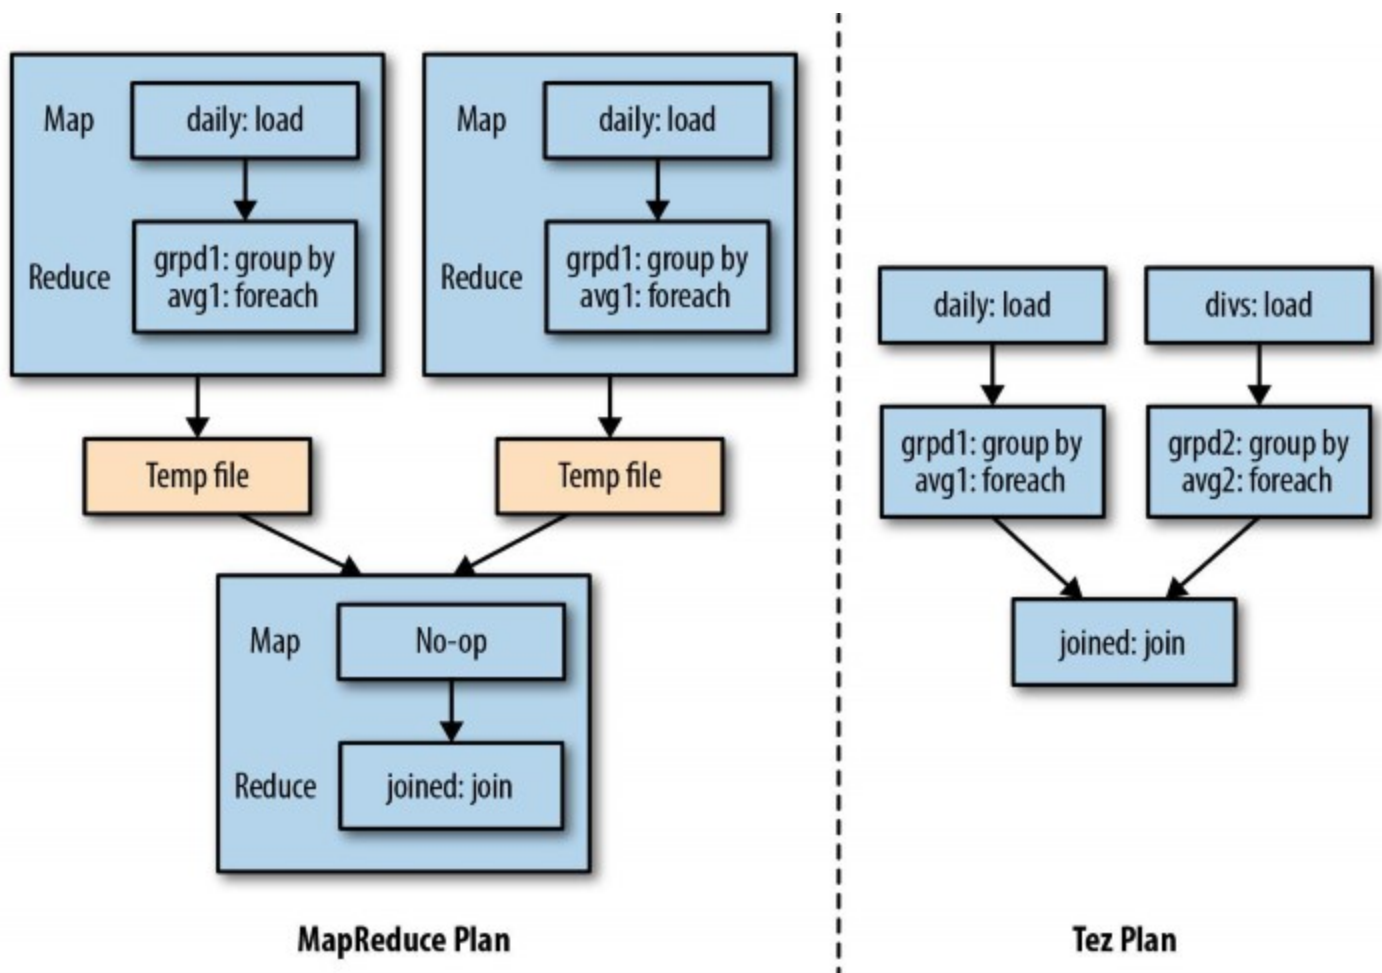 Map
daily: load
Reduce
grpd1: group by
avg1: foreach
Map
daily: load
Reduce
grpd1: group by
avg1: foreach
Temp file
Temp file
Map
No-op
Reduce
joined: join
MapReduce Plan
daily: load
divs: load
grpd1: group by
avg1: foreach
grpd2: group by
avg2: foreach
joined: join
Tez Plan